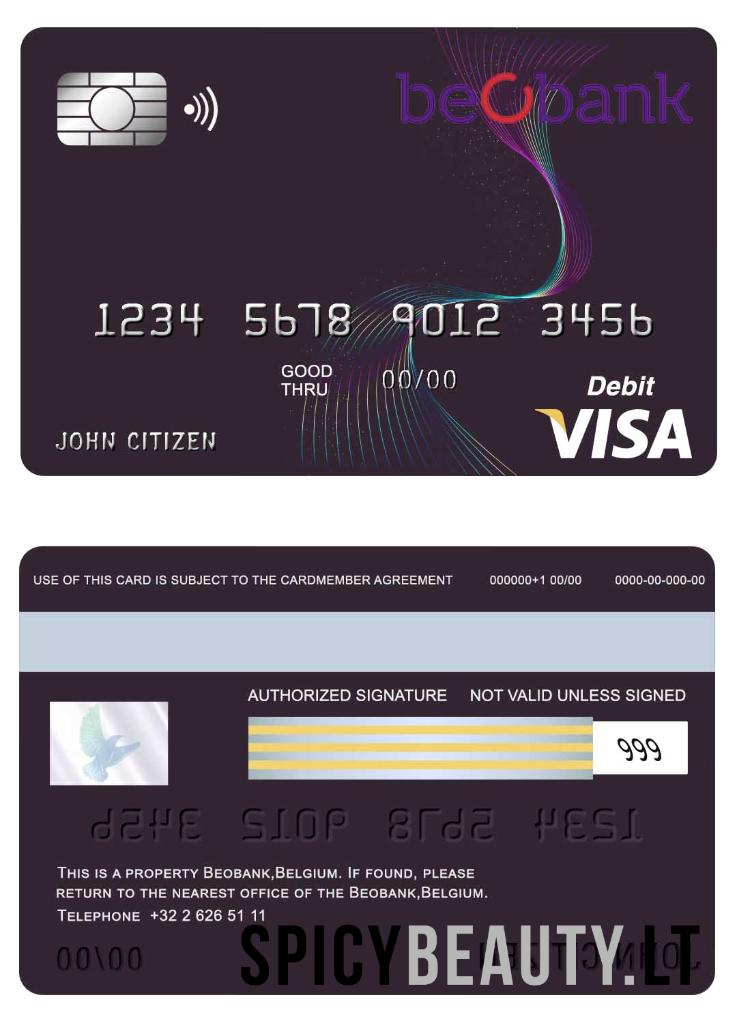 beobank
1234 5678 9012 3456
GOOD
THRU 00/00
Debit
VISA
JOHN CITIZEN
USE OF THIS CARD IS SUBJECT TO THE CARDMEMBER AGREEMENT 000000+1 00/00 0000-00-000-00
AUTHORIZED SIGNATURE NOT VALID UNLESS SIGNED
999
1234 5678 9012 3456
THIS IS A PROPERTY BEOBANK,BELGIUM. IF FOUND, PLEASE
RETURN TO THE NEAREST OFFICE OF THE BEOBANK,BELGIUM.
TELEPHONE +32 2 626 51 11
00/00 JOHN CITIZEN
SPICYBEAUTY.LT